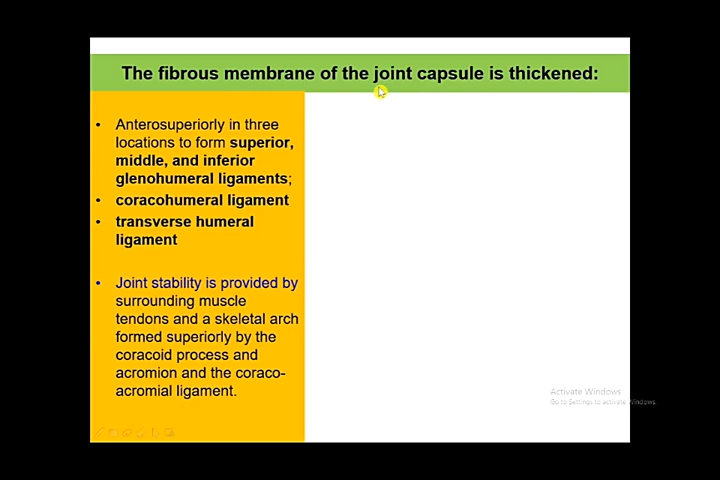 The fibrous membrane of the joint capsule is thickened:
• Anterosuperiorly in three
locations to form superior,
middle, and inferior
glenohumeral ligaments;
• coracohumeral ligament
• transverse humeral
ligament
• Joint stability is provided by
surrounding muscle
tendons and a skeletal arch
formed superiorly by the
coracoid process and
acromion and the coraco-
acromial ligament.
Activate Windows
Go to Settings to activate Windows.